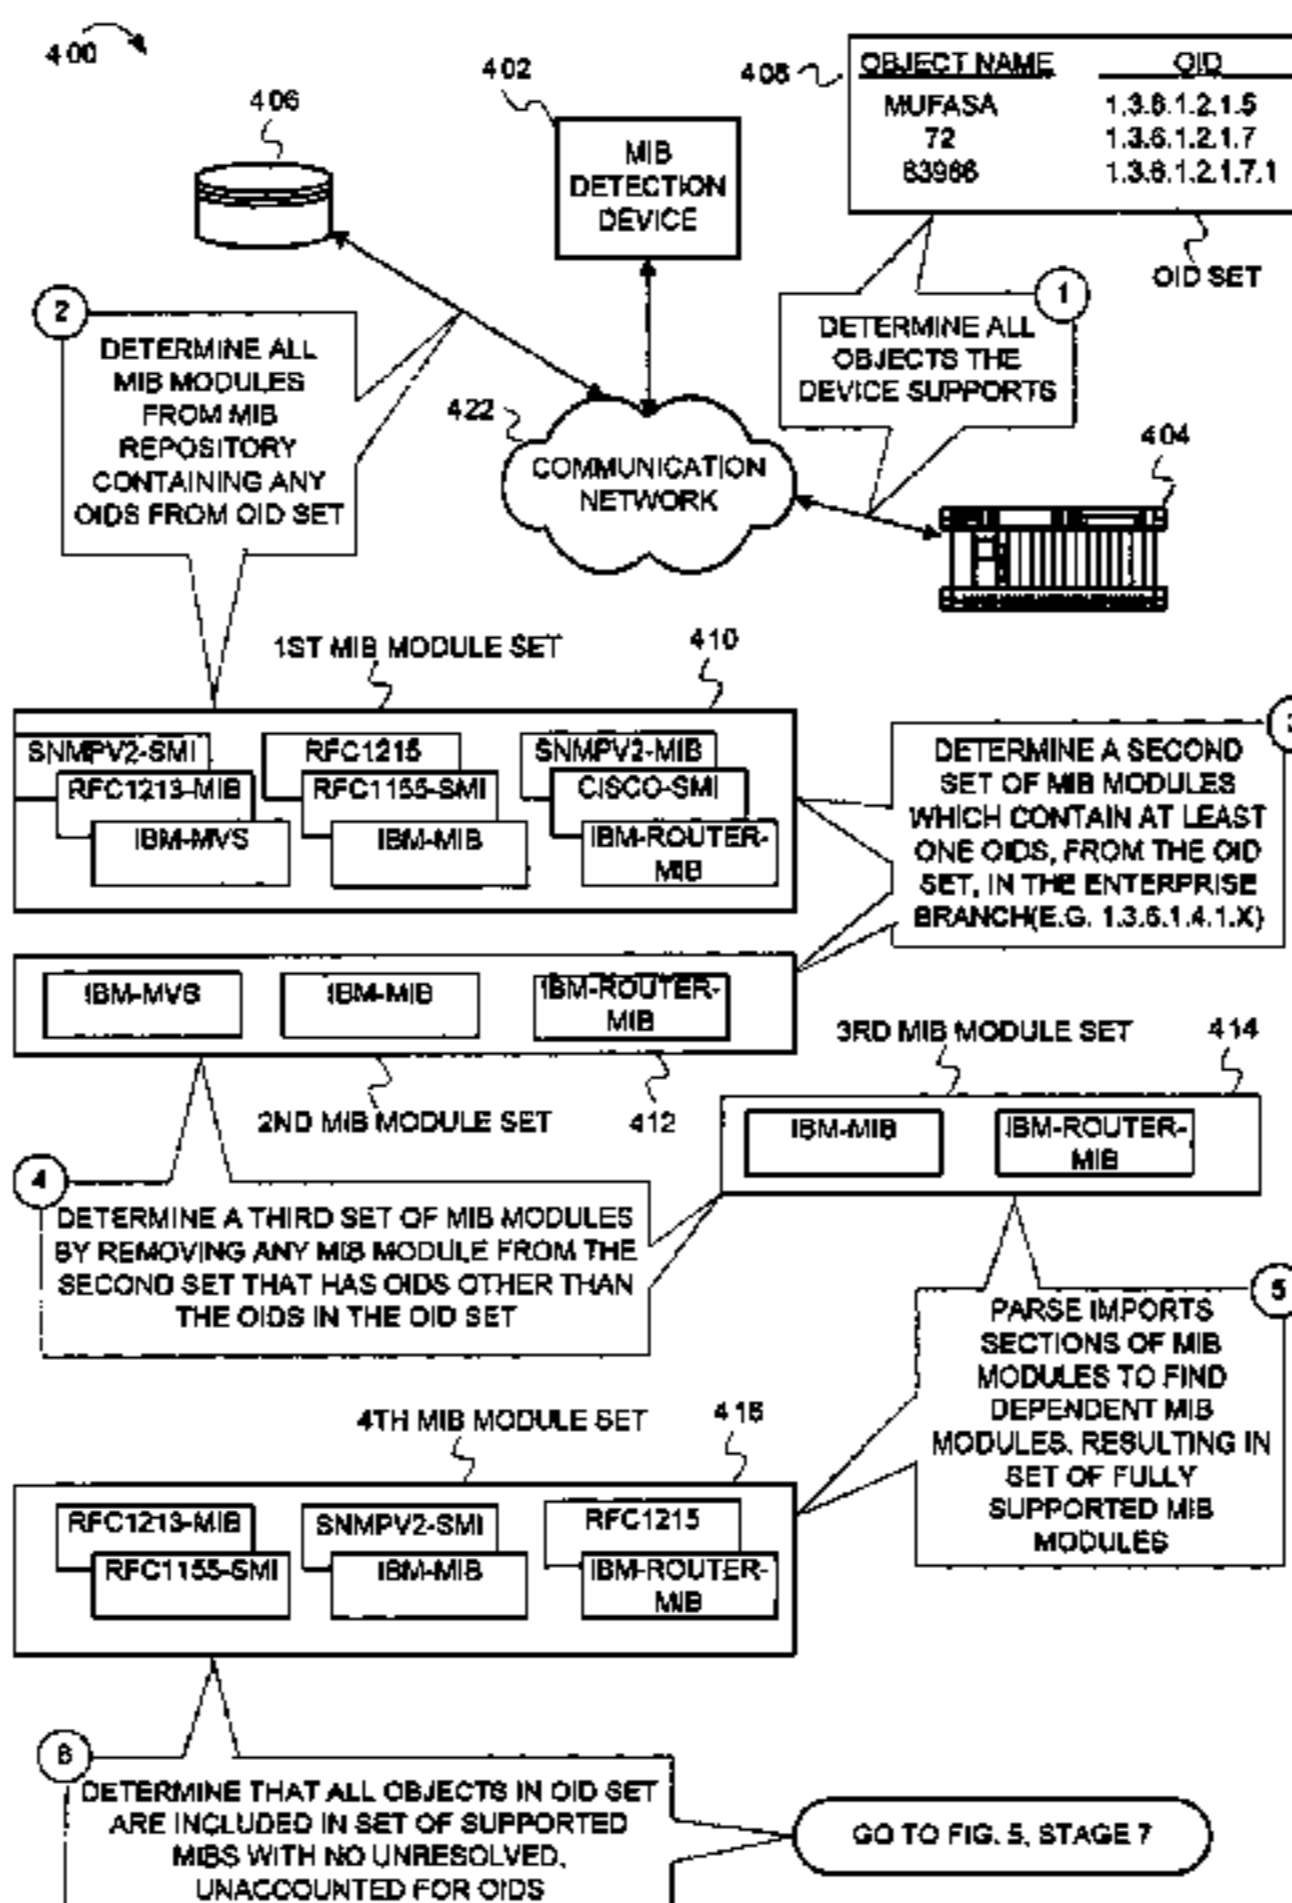 400
406
402
MIB
DETECTION
DEVICE
408
OBJECT NAME OID
MUFASA 1.3.6.1.2.1.5
72 1.3.6.1.2.1.7
63966 1.3.6.1.2.1.7.1
OID SET
1
DETERMINE ALL
OBJECTS THE
DEVICE SUPPORTS
2
DETERMINE ALL
MIB MODULES
FROM MIB
REPOSITORY
CONTAINING ANY
OIDS FROM OID SET
422
COMMUNICATION
NETWORK
404
1ST MIB MODULE SET
410
SNMPV2-SMI
RFC1213-MIB
IBM-MVS
RFC1215
RFC1155-SMI
IBM-MIB
SNMPV2-MIB
CISCO-SMI
IBM-ROUTER-
MIB
3
DETERMINE A SECOND
SET OF MIB MODULES
WHICH CONTAIN AT LEAST
ONE OIDS, FROM THE OID
SET, IN THE ENTERPRISE
BRANCH(E.G. 1.3.6.1.4.1.X)
IBM-MVS
IBM-MIB
IBM-ROUTER-
MIB
2ND MIB MODULE SET
412
3RD MIB MODULE SET
414
IBM-MIB
IBM-ROUTER-
MIB
4
DETERMINE A THIRD SET OF MIB MODULES
BY REMOVING ANY MIB MODULE FROM THE
SECOND SET THAT HAS OIDS OTHER THAN
THE OIDS IN THE OID SET
5
PARSE IMPORTS
SECTIONS OF MIB
MODULES TO FIND
DEPENDENT MIB
MODULES, RESULTING IN
SET OF FULLY
SUPPORTED MIB
MODULES
4TH MIB MODULE SET
416
RFC1213-MIB
RFC1155-SMI
SNMPV2-SMI
IBM-MIB
RFC1215
IBM-ROUTER-
MIB
6
DETERMINE THAT ALL OBJECTS IN OID SET
ARE INCLUDED IN SET OF SUPPORTED
MIBS WITH NO UNRESOLVED,
UNACCOUNTED FOR OIDS
GO TO FIG. 5, STAGE 7